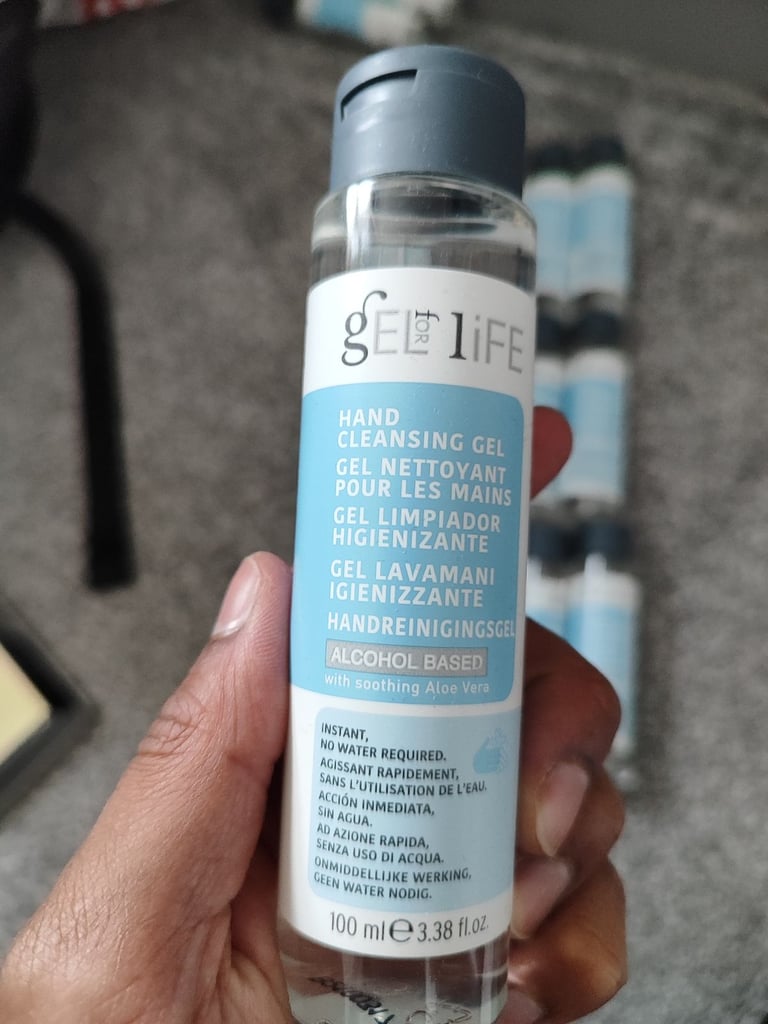 gEL FOR liFE
HAND
CLEANSING GEL
GEL NETTOYANT
POUR LES MAINS
GEL LIMPIADOR
HIGIENIZANTE
GEL LAVAMANI
IGIENIZZANTE
HANDREINIGINGSGEL
ALCOHOL BASED
with soothing Aloe Vera
INSTANT,
NO WATER REQUIRED.
AGISSANT RAPIDEMENT,
SANS L'UTILISATION DE L'EAU.
ACCIÓN INMEDIATA,
SIN AGUA.
AD AZIONE RAPIDA,
SENZA USO DI ACQUA.
ONMIDDELLIJKE WERKING,
GEEN WATER NODIG.
100 ml e 3.38 fl.oz.